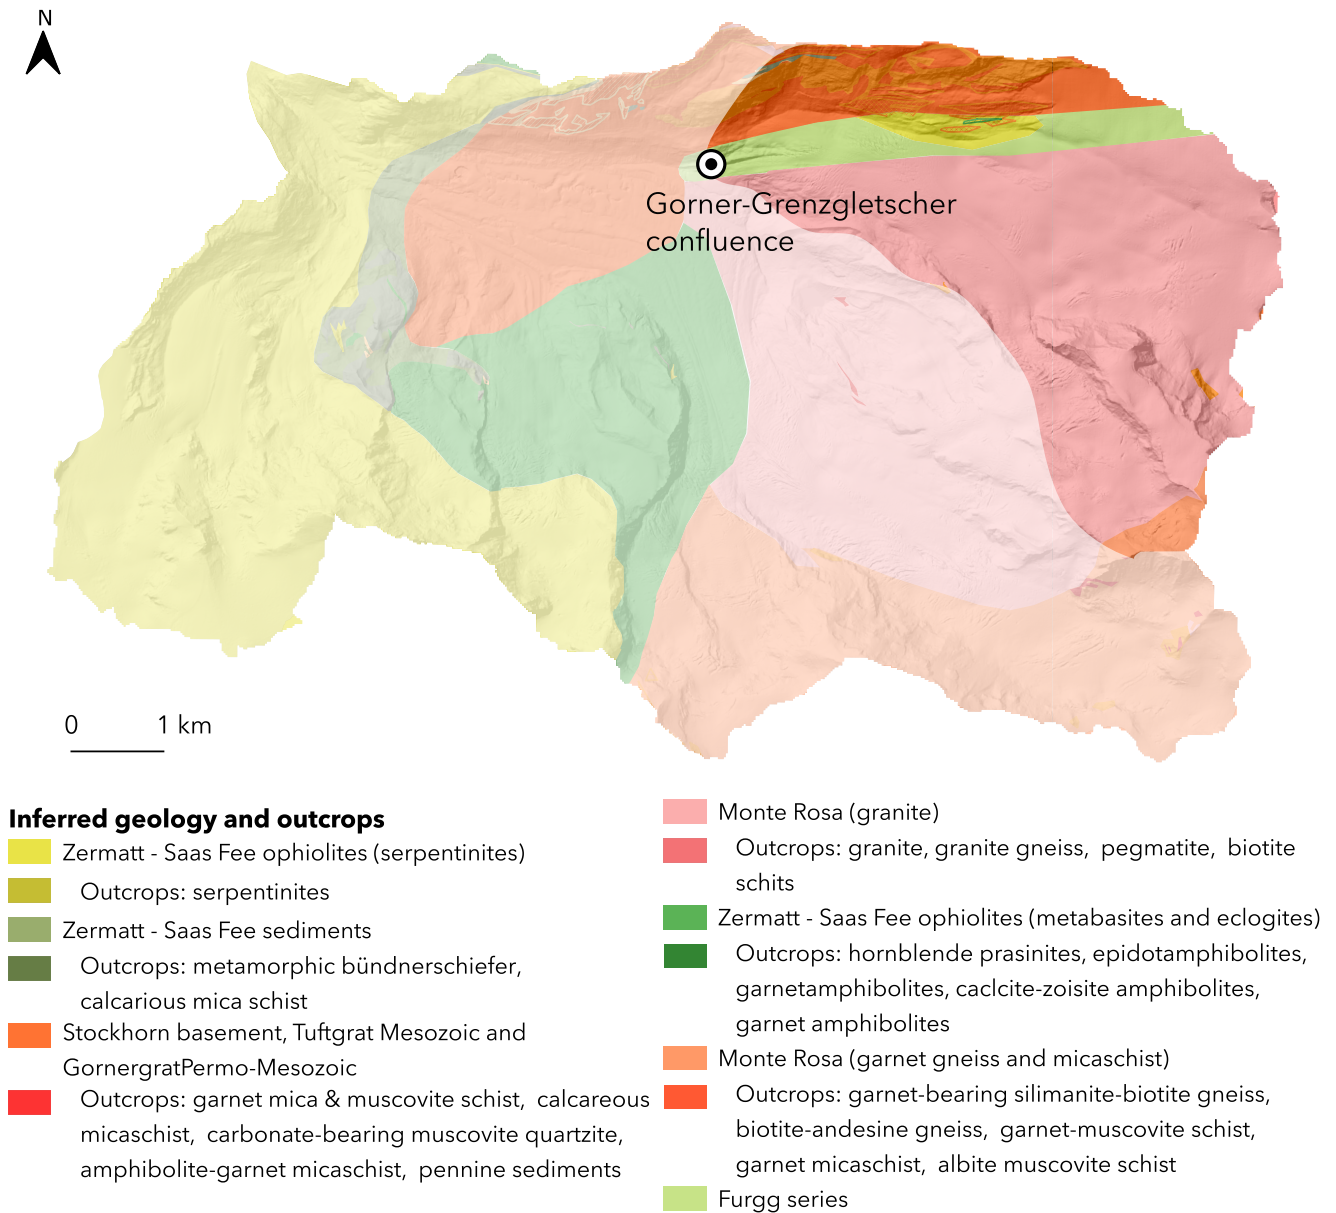 N
Gorner-Grenzgletscher
confluence
0 1 km
Inferred geology and outcrops
Zermatt - Saas Fee ophiolites (serpentinites)
Outcrops: serpentinites
Zermatt - Saas Fee sediments
Outcrops: metamorphic bündnerschiefer,
calcarious mica schist
Stockhorn basement, Tuftgrat Mesozoic and
GornergratPermo-Mesozoic
Outcrops: garnet mica & muscovite schist, calcareous
micaschist, carbonate-bearing muscovite quartzite,
amphibolite-garnet micaschist, pennine sediments
Monte Rosa (granite)
Outcrops: granite, granite gneiss, pegmatite, biotite
schits
Zermatt - Saas Fee ophiolites (metabasites and eclogites)
Outcrops: hornblende prasinites, epidotamphibolites,
garnetamphibolites, caclcite-zoisite amphibolites,
garnet amphibolites
Monte Rosa (garnet gneiss and micaschist)
Outcrops: garnet-bearing silimanite-biotite gneiss,
biotite-andesine gneiss, garnet-muscovite schist,
garnet micaschist, albite muscovite schist
Furgg series